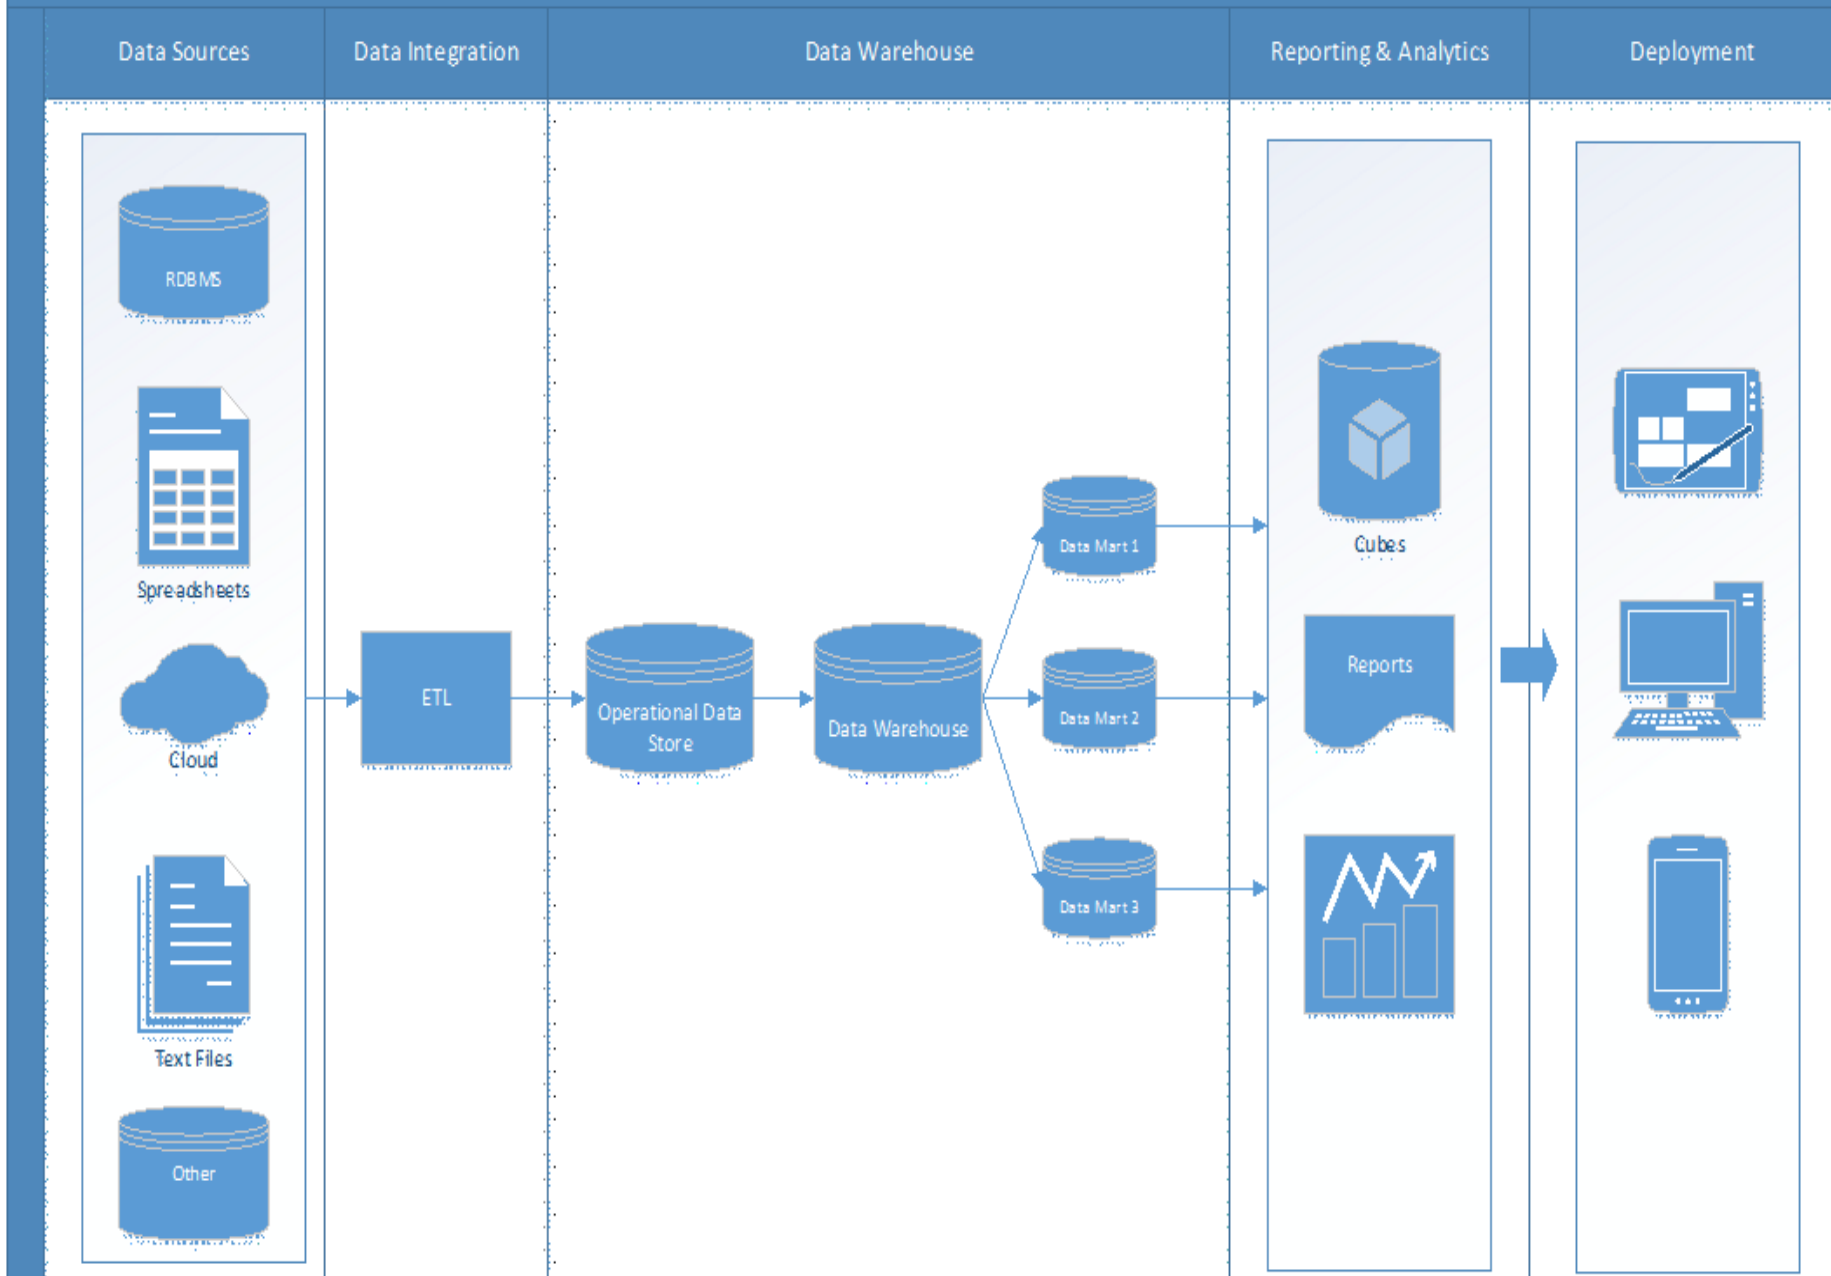 Data Sources
Data Integration
Data Warehouse
Reporting & Analytics
Deployment
RDBMS
Spreadsheets
Cloud
Text Files
Other
ETL
Operational Data
Store
Data Warehouse
Data Mart 1
Data Mart 2
Data Mart 3
Cubes
Reports